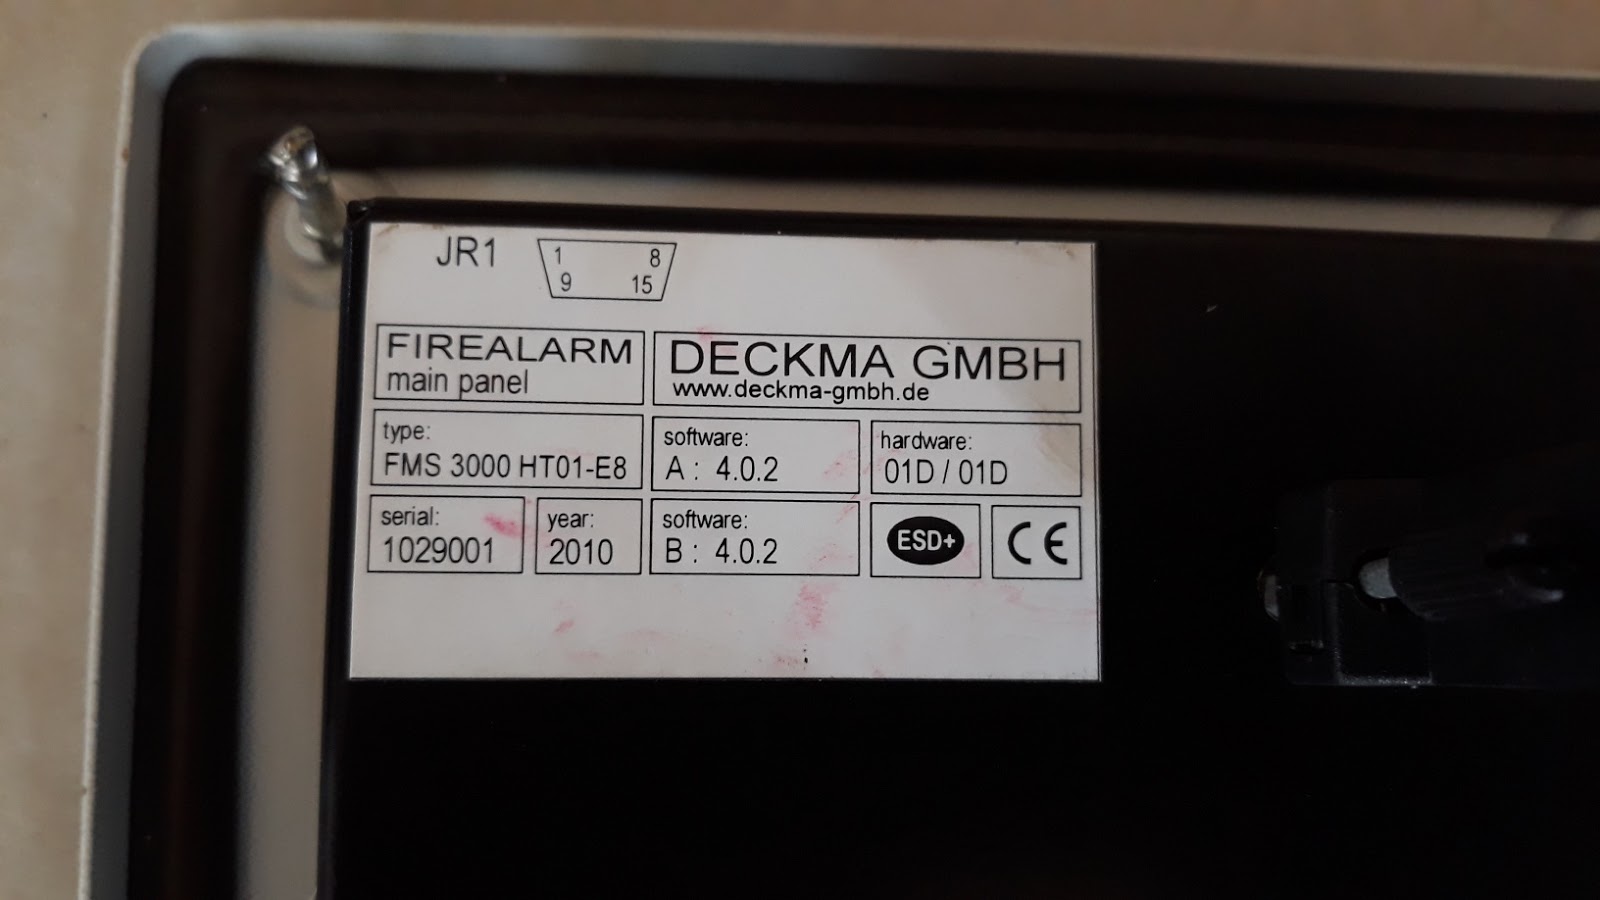 JR1
1 8
9 15
FIREALARM
main panel
DECKMA GMBH
www.deckma-gmbh.de
type:
FMS 3000 HT01-E8
software:
A : 4.0.2
hardware:
01D / 01D
serial:
1029001
year:
2010
software:
B : 4.0.2
ESD+
CE